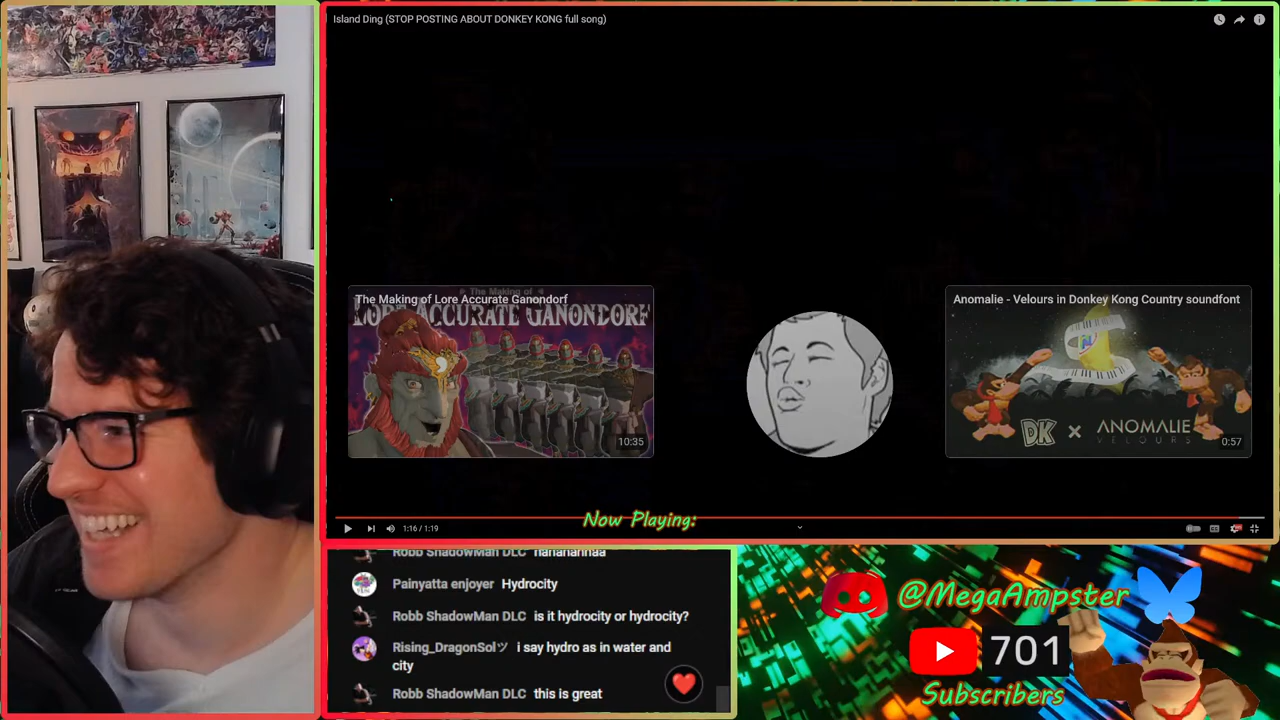 Island Ding (STOP POSTING ABOUT DONKEY KONG full song)
The Making of
The Making of Lore Accurate Ganondorf
LORE ACCURATE GANONDORF
10:35
Anomalie - Velours in Donkey Kong Country soundfont
DK × ANOMALIE
VELOURS
0:57
Now Playing:
1:16 / 1:19
Robb ShadowMan DLC nananannaa
Painyatta enjoyer Hydrocity
Robb ShadowMan DLC is it hydrocity or hydrocity?
Rising_DragonSolツ i say hydro as in water and
city
Robb ShadowMan DLC this is great
@MegaAmpster
701
Subscribers